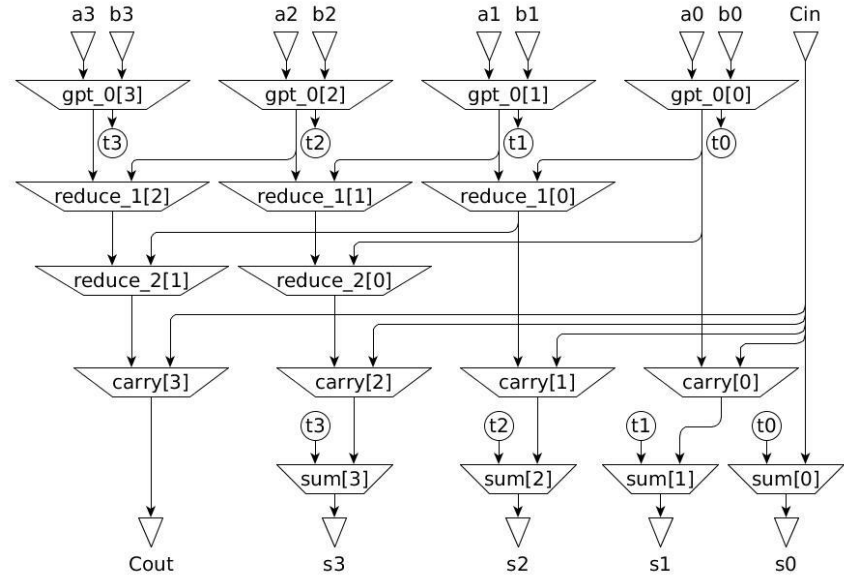 a3 b3 a2 b2 a1 b1 a0 b0 Cin
gpt_0[3] gpt_0[2] gpt_0[1] gpt_0[0]
t3 t2 t1 t0
reduce_1[2] reduce_1[1] reduce_1[0]
reduce_2[1] reduce_2[0]
carry[3] carry[2] carry[1] carry[0]
t3 t2 t1 t0
sum[3] sum[2] sum[1] sum[0]
Cout s3 s2 s1 s0